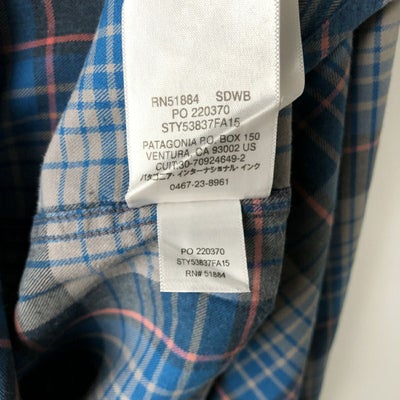 RN51884 SDWB
PO 220370
STY53837FA15
PATAGONIA P.O. BOX 150
VENTURA, CA 93002 US
CUIT:30-70924649-2
パタゴニア・インターナショナル・インク
0467-23-8961
PO 220370
STY53837FA15
RN# 51884